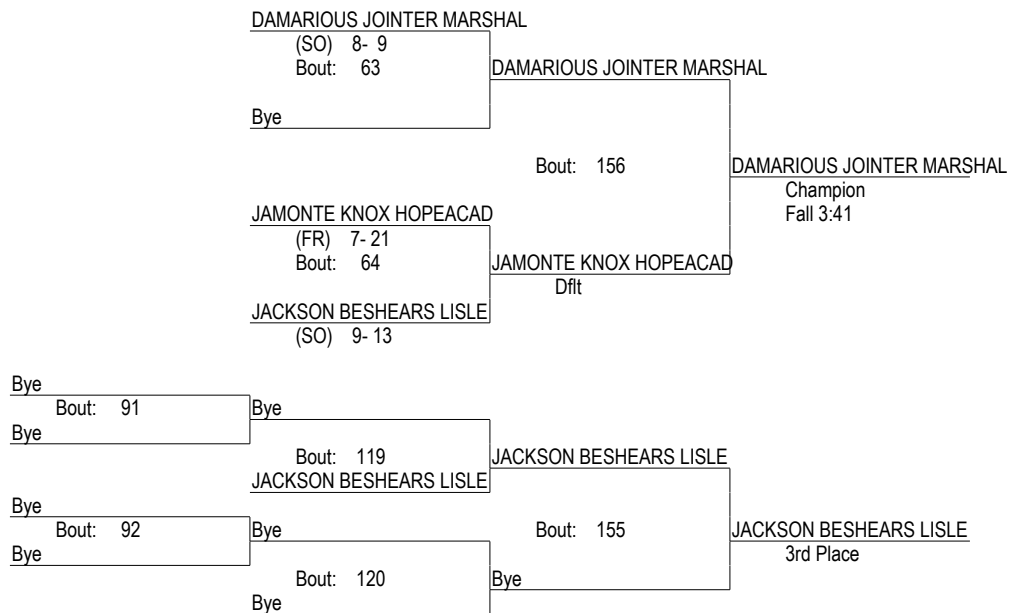 DAMARIOUS JOINTER MARSHAL
(SO) 8- 9
Bout: 63
DAMARIOUS JOINTER MARSHAL
Bye
Bout: 156
DAMARIOUS JOINTER MARSHAL
Champion
Fall 3:41
JAMONTE KNOX HOPEACAD
(FR) 7- 21
Bout: 64
JAMONTE KNOX HOPEACAD
Dflt
JACKSON BESHEARS LISLE
(SO) 9- 13
Bye
Bout: 91
Bye
Bye
Bout: 119
JACKSON BESHEARS LISLE
JACKSON BESHEARS LISLE
Bye
Bout: 92
Bye
Bout: 155
JACKSON BESHEARS LISLE
Bye
3rd Place
Bout: 120
Bye
Bye